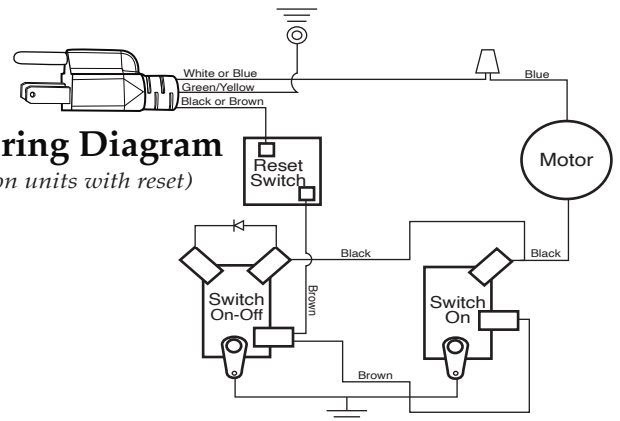 White or Blue
Green/Yellow
Black or Brown
Blue
Motor
ring Diagram
on units with reset)
Reset
Switch
Black
Black
Brown
Switch
On-Off
Switch
On
Brown